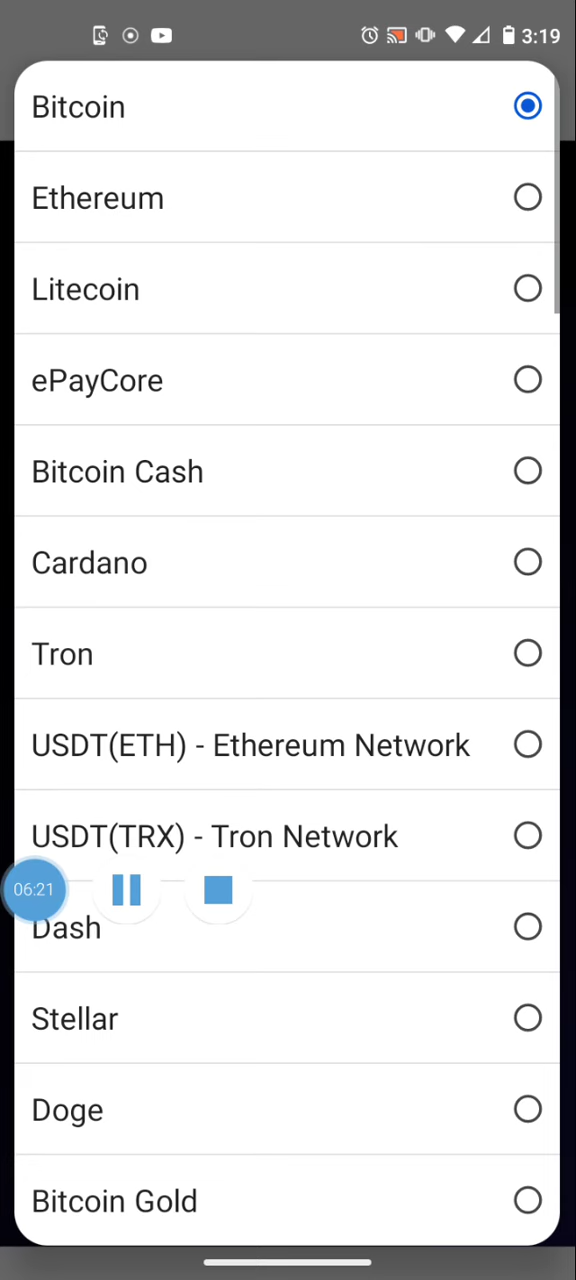 3:19
Bitcoin
Ethereum
Litecoin
ePayCore
Bitcoin Cash
Cardano
Tron
USDT(ETH) - Ethereum Network
USDT(TRX) - Tron Network
06:21
Dash
Stellar
Doge
Bitcoin Gold